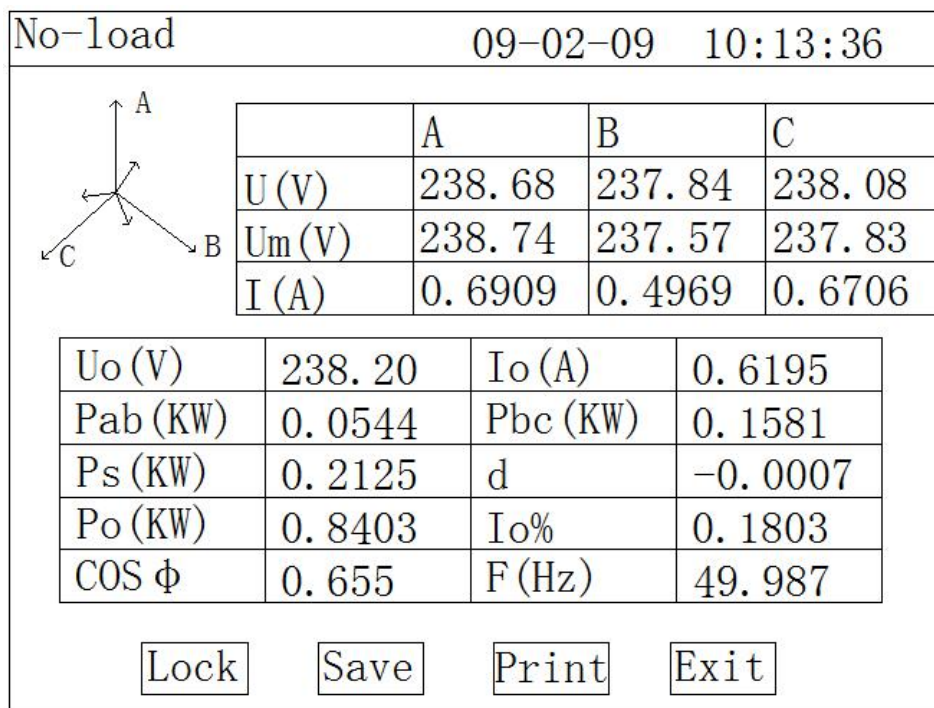 No-load 09-02-09 10:13:36
A
B
C
A B C
U(V) 238.68 237.84 238.08
Um(V) 238.74 237.57 237.83
I(A) 0.6909 0.4969 0.6706
Uo(V) 238.20 Io(A) 0.6195
Pab(KW) 0.0544 Pbc(KW) 0.1581
Ps(KW) 0.2125 d -0.0007
Po(KW) 0.8403 Io% 0.1803
COSΦ 0.655 F(Hz) 49.987
Lock Save Print Exit